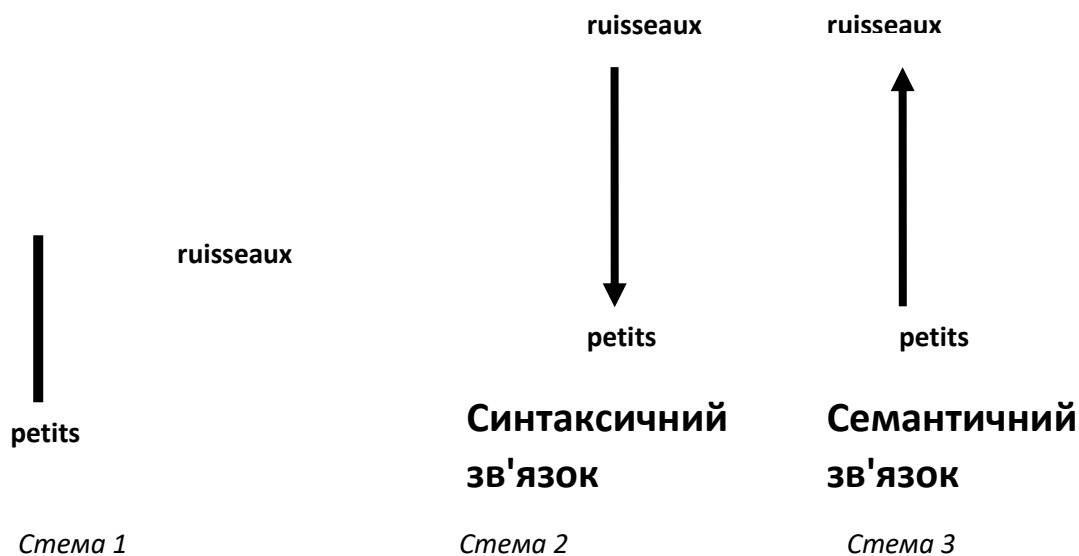 ruisseaux ruisseaux
ruisseaux
petits petits
petits
Синтаксичний Семантичний
зв'язок зв'язок
Стема 1 Стема 2 Стема 3